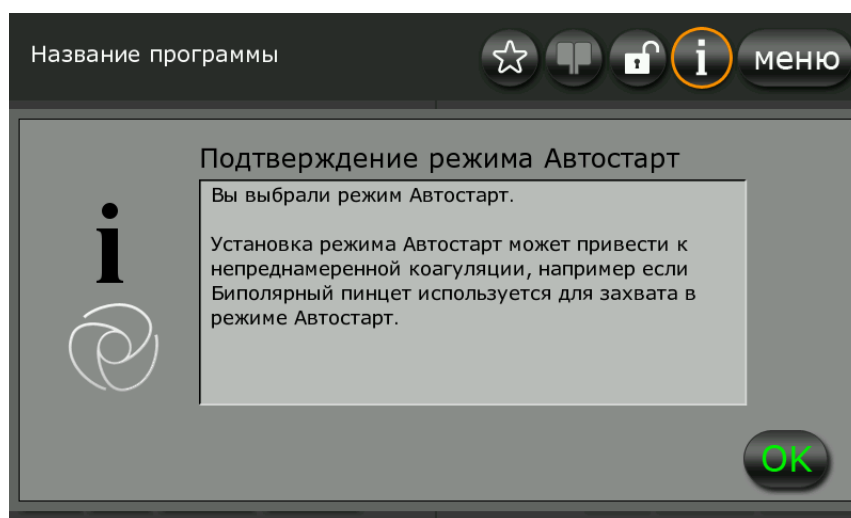 Название программы
меню
Подтверждение режима Автостарт
Вы выбрали режим Автостарт.
Установка режима Автостарт может привести к
непреднамеренной коагуляции, например если
Биполярный пинцет используется для захвата в
режиме Автостарт.
OK